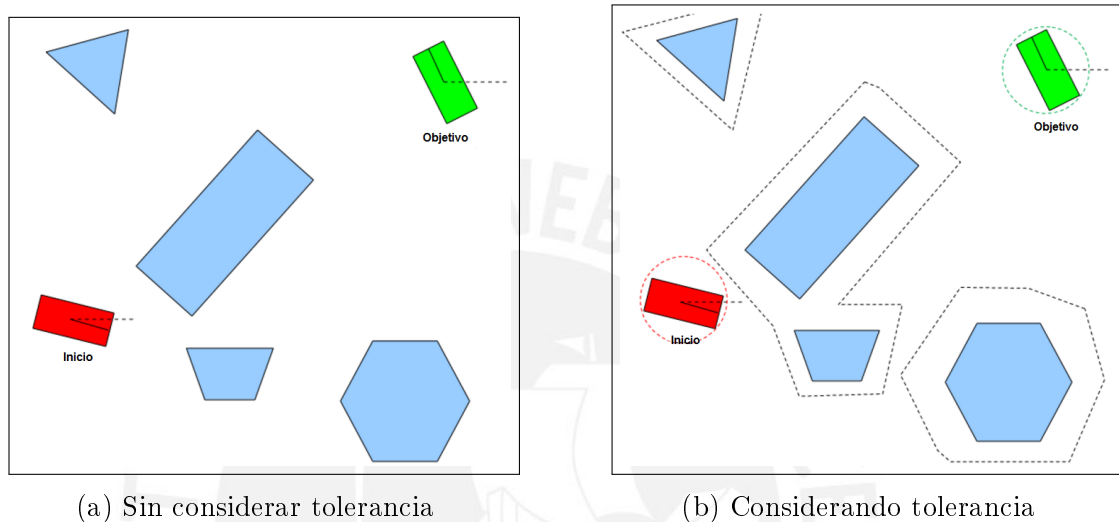 Objetivo
Inicio
(a) Sin considerar tolerancia
Objetivo
Inicio
(b) Considerando tolerancia